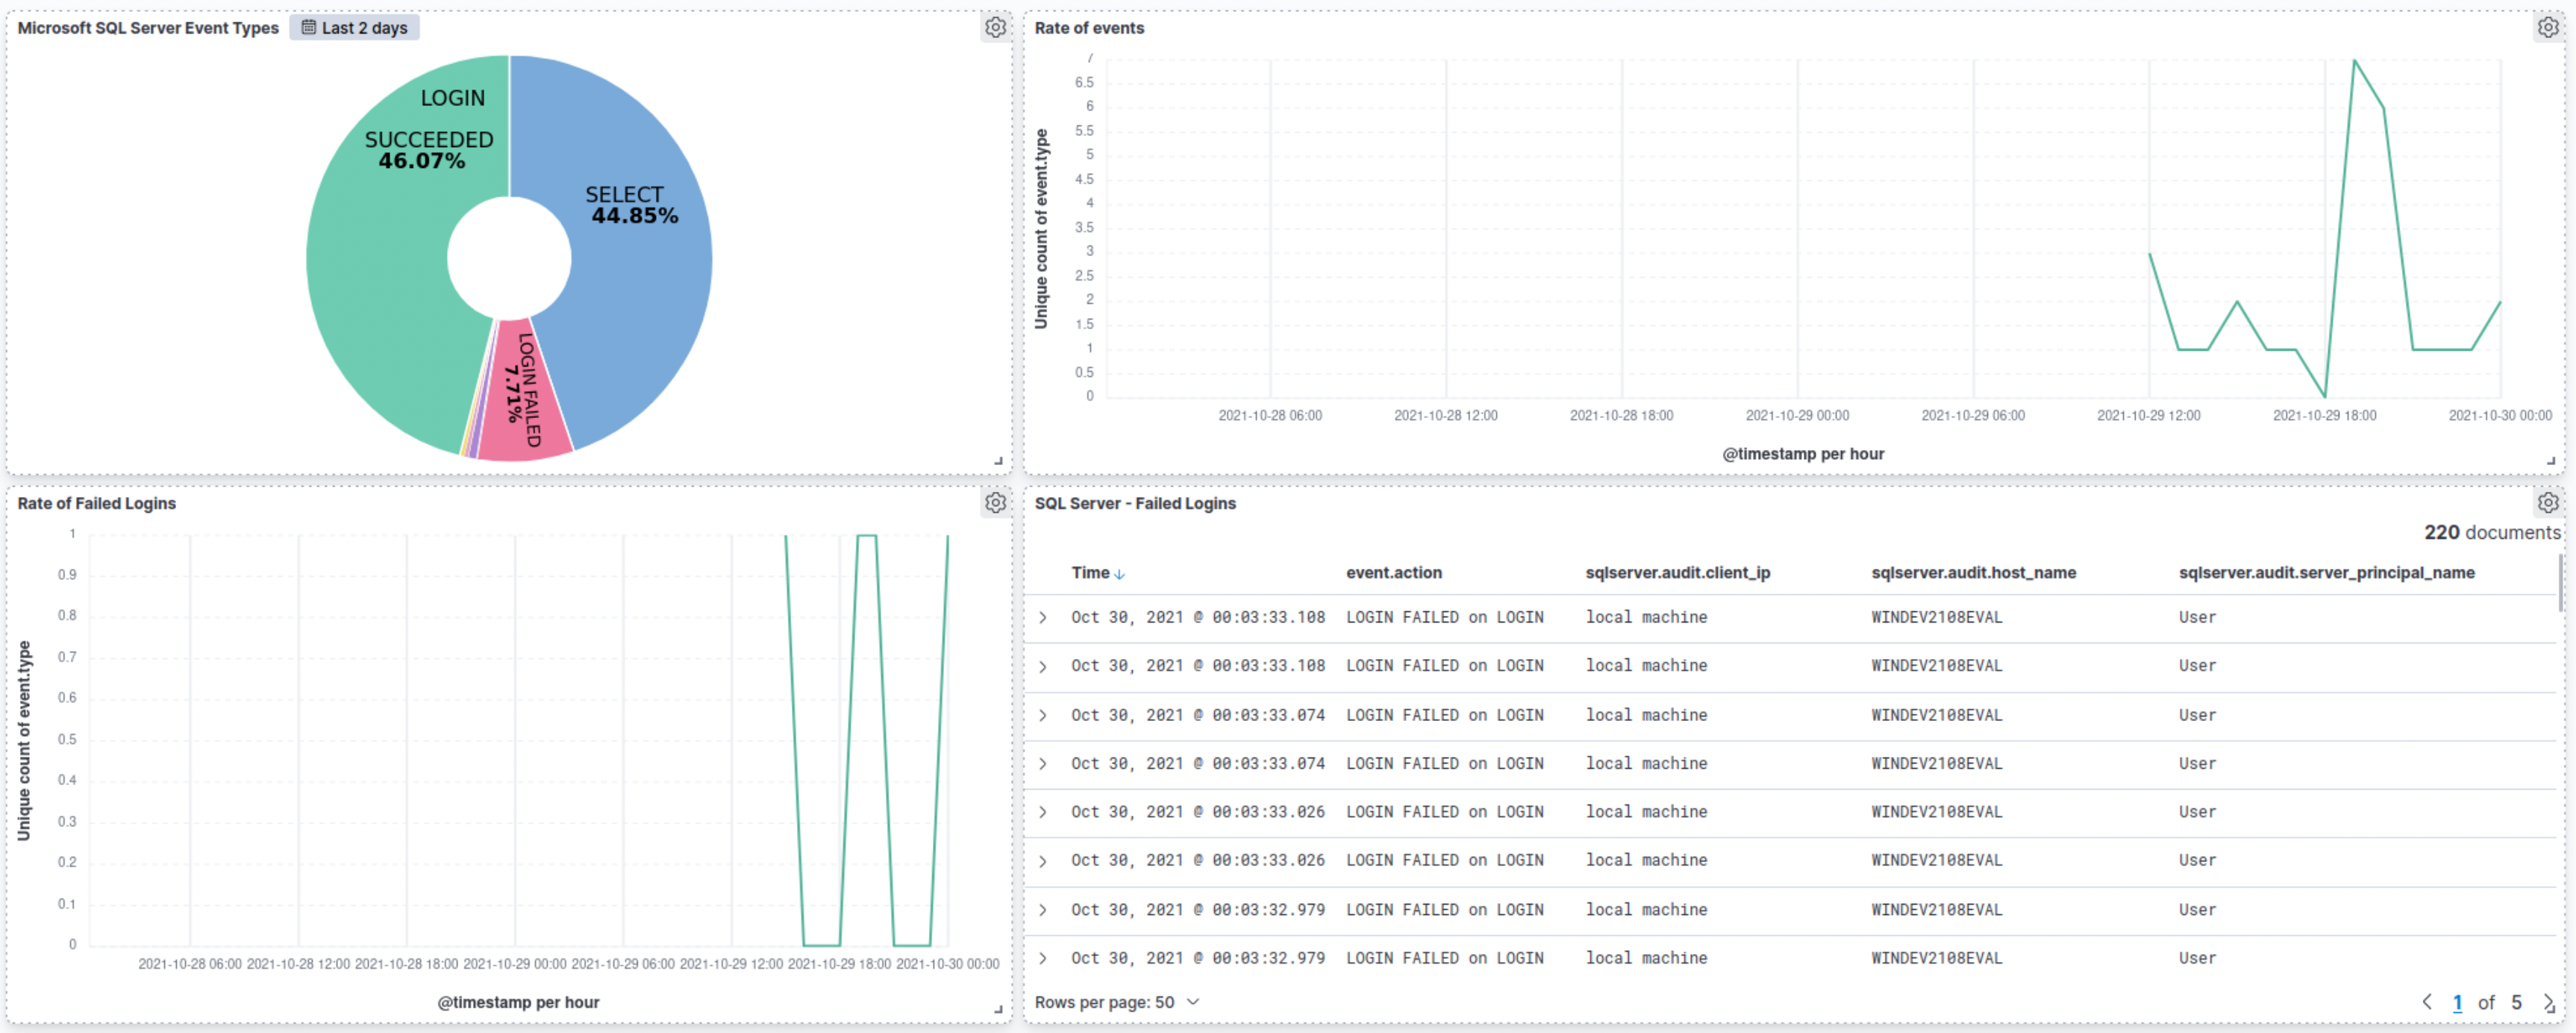 Microsoft SQL Server Event Types Last 2 days
LOGIN
SUCCEEDED
46.07%
SELECT
44.85%
LOGIN FAILED
7.71%
Rate of events
Unique count of event.type
7
6.5
6
5.5
5
4.5
4
3.5
3
2.5
2
1.5
1
0.5
0
2021-10-28 06:00 2021-10-28 12:00 2021-10-28 18:00 2021-10-29 00:00 2021-10-29 06:00 2021-10-29 12:00 2021-10-29 18:00 2021-10-30 00:00
@timestamp per hour
Rate of Failed Logins
Unique count of event.type
1
0.9
0.8
0.7
0.6
0.5
0.4
0.3
0.2
0.1
0
2021-10-28 06:00 2021-10-28 12:00 2021-10-28 18:00 2021-10-29 00:00 2021-10-29 06:00 2021-10-29 12:00 2021-10-29 18:00 2021-10-30 00:00
@timestamp per hour
SQL Server - Failed Logins
220 documents
Time event.action sqlserver.audit.client_ip sqlserver.audit.host_name sqlserver.audit.server_principal_name
Oct 30, 2021 @ 00:03:33.108 LOGIN FAILED on LOGIN local machine WINDEV2108EVAL User
Oct 30, 2021 @ 00:03:33.108 LOGIN FAILED on LOGIN local machine WINDEV2108EVAL User
Oct 30, 2021 @ 00:03:33.074 LOGIN FAILED on LOGIN local machine WINDEV2108EVAL User
Oct 30, 2021 @ 00:03:33.074 LOGIN FAILED on LOGIN local machine WINDEV2108EVAL User
Oct 30, 2021 @ 00:03:33.026 LOGIN FAILED on LOGIN local machine WINDEV2108EVAL User
Oct 30, 2021 @ 00:03:33.026 LOGIN FAILED on LOGIN local machine WINDEV2108EVAL User
Oct 30, 2021 @ 00:03:32.979 LOGIN FAILED on LOGIN local machine WINDEV2108EVAL User
Oct 30, 2021 @ 00:03:32.979 LOGIN FAILED on LOGIN local machine WINDEV2108EVAL User
Rows per page: 50 1 of 5